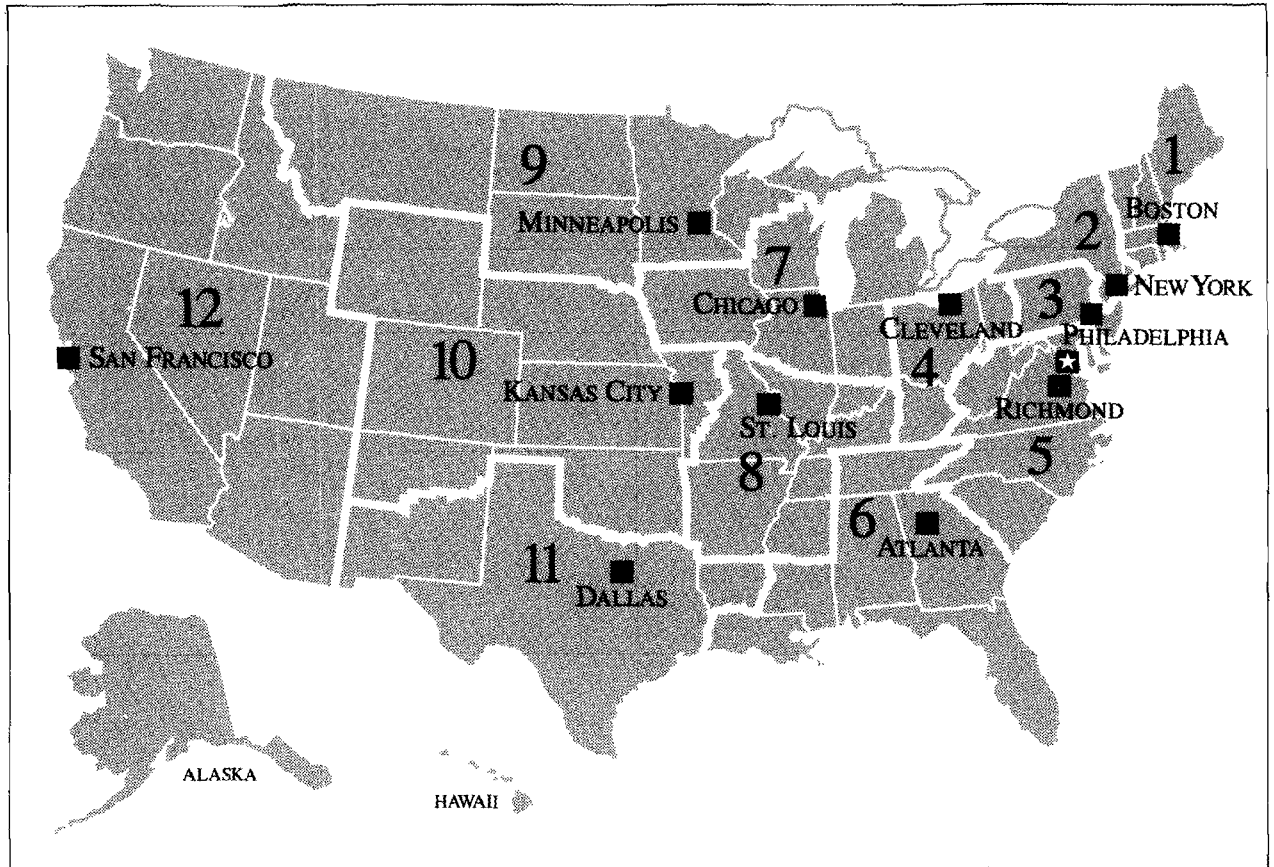 1
BOSTON
9
2
MINNEAPOLIS
7
NEW YORK
12
3
CHICAGO
CLEVELAND
PHILADELPHIA
SAN FRANCISCO
10
4
KANSAS CITY
RICHMOND
ST. LOUIS
5
8
6
ATLANTA
11
DALLAS
ALASKA
HAWAII